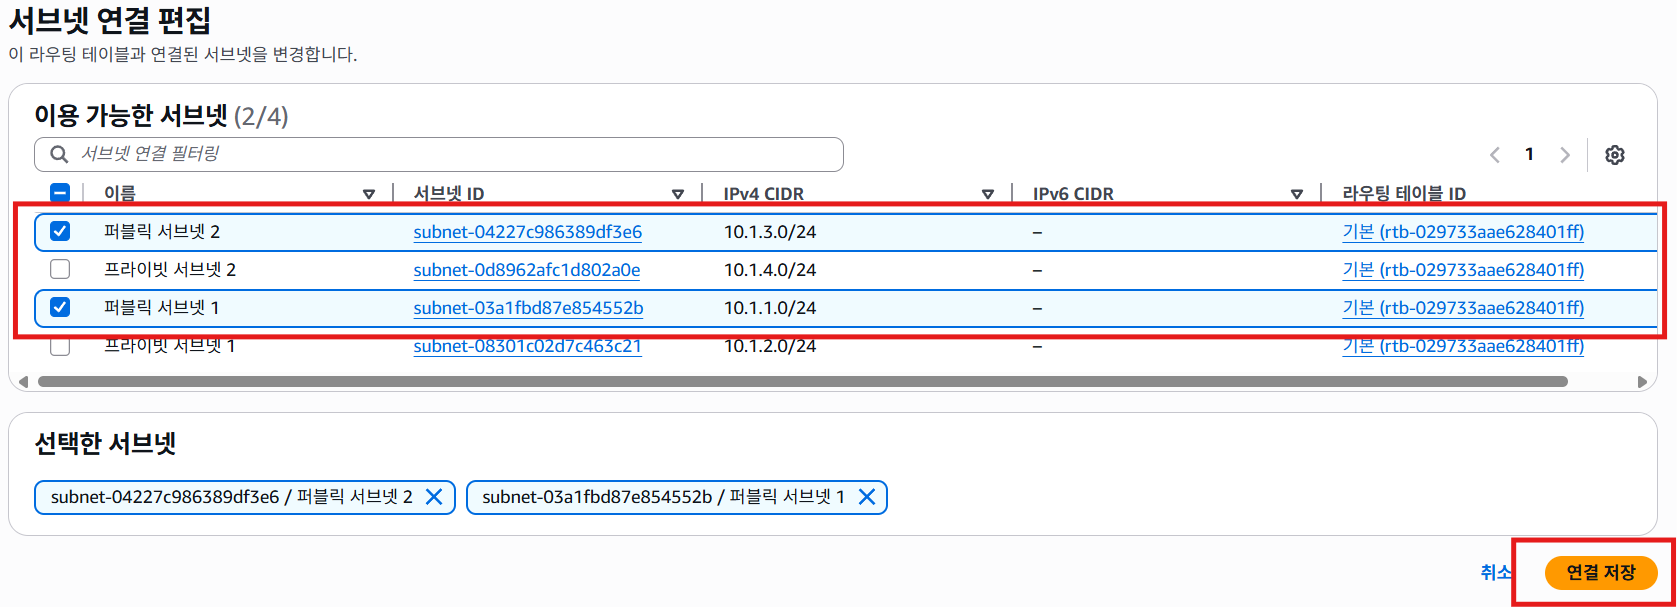 서브넷 연결 편집
이 라우팅 테이블과 연결된 서브넷을 변경합니다.
이용 가능한 서브넷 (2/4)
서브넷 연결 필터링
1
이름 서브넷 ID IPv4 CIDR IPv6 CIDR 라우팅 테이블 ID
퍼블릭 서브넷 2 subnet-04227c986389df3e6 10.1.3.0/24 – 기본 (rtb-029733aae628401ff)
프라이빗 서브넷 2 subnet-0d8962afc1d802a0e 10.1.4.0/24 – 기본 (rtb-029733aae628401ff)
퍼블릭 서브넷 1 subnet-03a1fbd87e854552b 10.1.1.0/24 – 기본 (rtb-029733aae628401ff)
프라이빗 서브넷 1 subnet-08301c02d7c463c21 10.1.2.0/24 – 기본 (rtb-029733aae628401ff)
선택한 서브넷
subnet-04227c986389df3e6 / 퍼블릭 서브넷 2 subnet-03a1fbd87e854552b / 퍼블릭 서브넷 1
취소 연결 저장